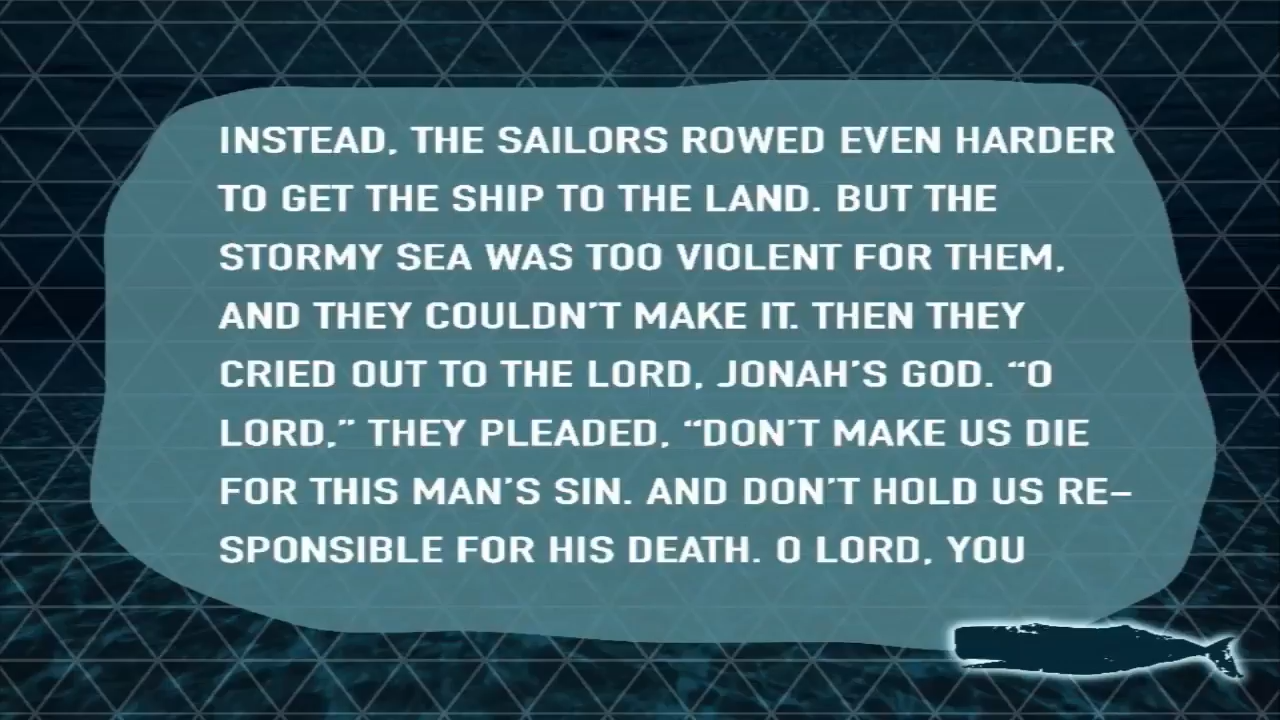 INSTEAD, THE SAILORS ROWED EVEN HARDER
TO GET THE SHIP TO THE LAND. BUT THE
STORMY SEA WAS TOO VIOLENT FOR THEM,
AND THEY COULDN'T MAKE IT. THEN THEY
CRIED OUT TO THE LORD, JONAH'S GOD. “O
LORD,” THEY PLEADED, “DON'T MAKE US DIE
FOR THIS MAN'S SIN. AND DON'T HOLD US RE–
SPONSIBLE FOR HIS DEATH. O LORD, YOU